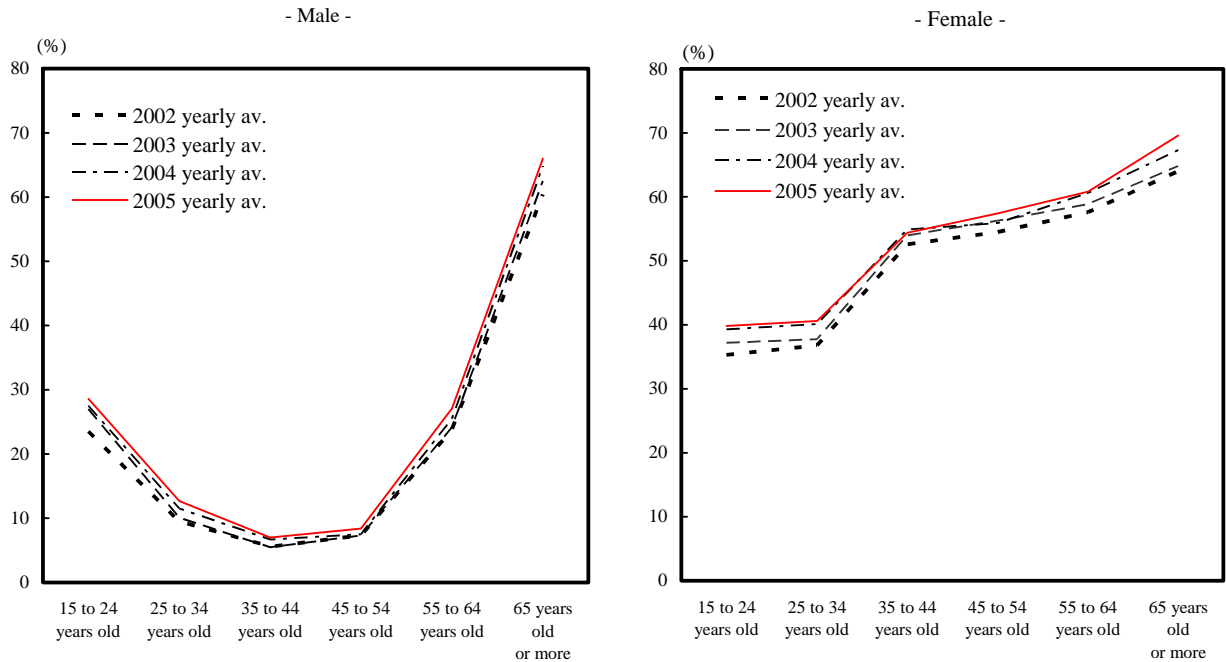 - Male -
(%)
80
70
60
50
40
30
20
10
0
2002 yearly av.
2003 yearly av.
2004 yearly av.
2005 yearly av.
15 to 24
years old
25 to 34
years old
35 to 44
years old
45 to 54
years old
55 to 64
years old
65 years
old
or more
- Female -
(%)
80
70
60
50
40
30
20
10
0
2002 yearly av.
2003 yearly av.
2004 yearly av.
2005 yearly av.
15 to 24
years old
25 to 34
years old
35 to 44
years old
45 to 54
years old
55 to 64
years old
65 years
old
or more